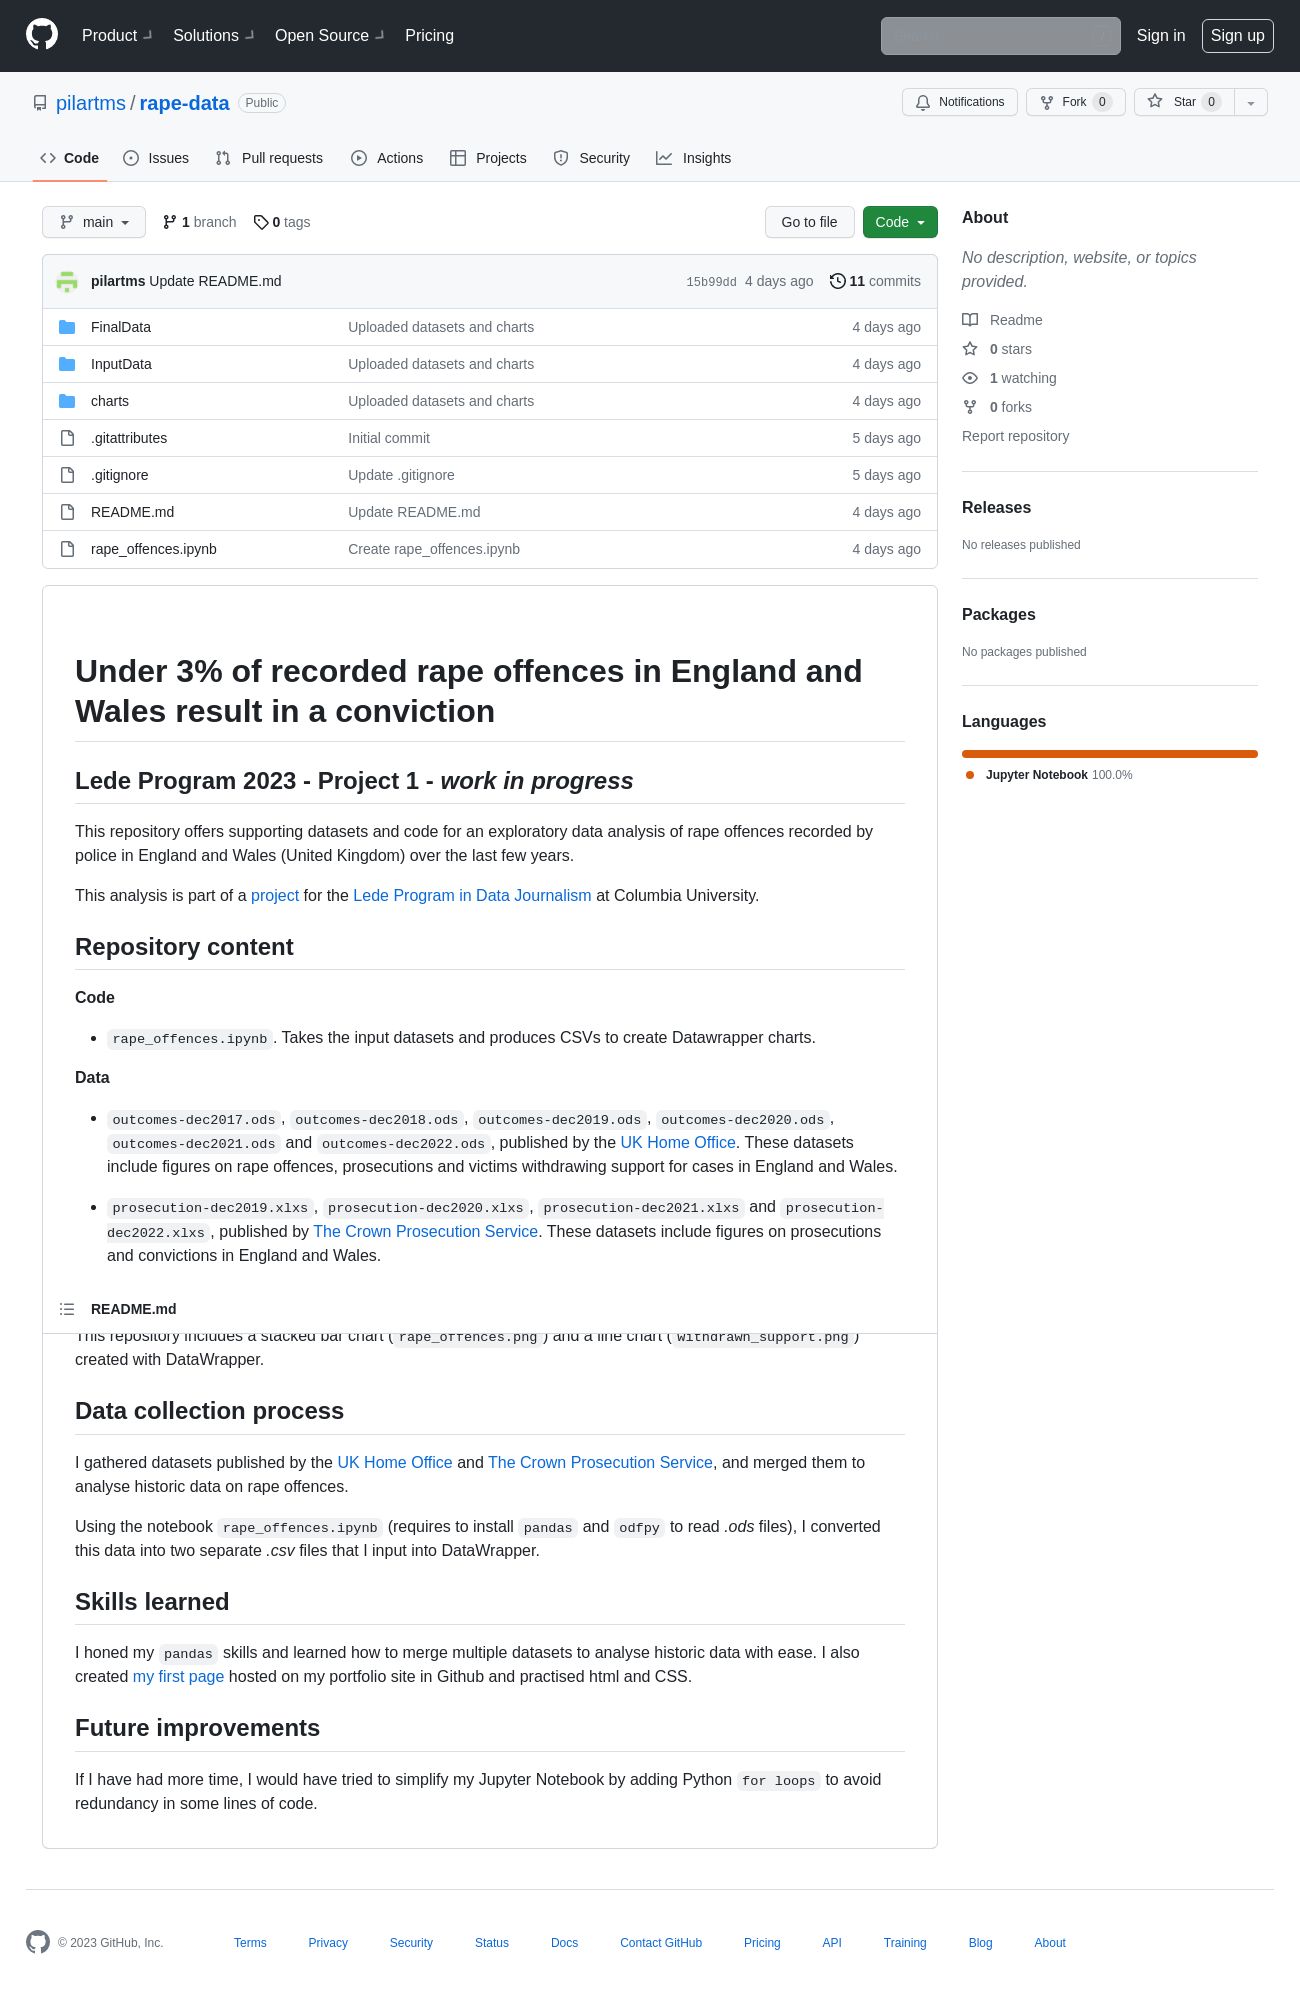 Product Solutions Open Source Pricing Sign in Sign up
pilartms / rape-data Public Notifications Fork 0 Star 0
Code Issues Pull requests Actions Projects Security Insights
main 1 branch 0 tags Go to file Code
pilartms Update README.md 15b99dd 4 days ago 11 commits
FinalData Uploaded datasets and charts 4 days ago
InputData Uploaded datasets and charts 4 days ago
charts Uploaded datasets and charts 4 days ago
.gitattributes Initial commit 5 days ago
.gitignore Update .gitignore 5 days ago
README.md Update README.md 4 days ago
rape_offences.ipynb Create rape_offences.ipynb 4 days ago
Under 3% of recorded rape offences in England and
Wales result in a conviction
Lede Program 2023 - Project 1 - work in progress
This repository offers supporting datasets and code for an exploratory data analysis of rape offences recorded by
police in England and Wales (United Kingdom) over the last few years.
This analysis is part of a project for the Lede Program in Data Journalism at Columbia University.
Repository content
Code
rape_offences.ipynb. Takes the input datasets and produces CSVs to create Datawrapper charts.
Data
outcomes-dec2017.ods, outcomes-dec2018.ods, outcomes-dec2019.ods, outcomes-dec2020.ods,
outcomes-dec2021.ods and outcomes-dec2022.ods, published by the UK Home Office. These datasets
include figures on rape offences, prosecutions and victims withdrawing support for cases in England and Wales.
prosecution-dec2019.xlxs, prosecution-dec2020.xlxs, prosecution-dec2021.xlxs and prosecution-
dec2022.xlxs, published by The Crown Prosecution Service. These datasets include figures on prosecutions
and convictions in England and Wales.
README.md
This repository includes a stacked bar chart (rape_offences.png) and a line chart (withdrawn_support.png)
created with DataWrapper.
Data collection process
I gathered datasets published by the UK Home Office and The Crown Prosecution Service, and merged them to
analyse historic data on rape offences.
Using the notebook rape_offences.ipynb (requires to install pandas and odfpy to read .ods files), I converted
this data into two separate .csv files that I input into DataWrapper.
Skills learned
I honed my pandas skills and learned how to merge multiple datasets to analyse historic data with ease. I also
created my first page hosted on my portfolio site in Github and practised html and CSS.
Future improvements
If I have had more time, I would have tried to simplify my Jupyter Notebook by adding Python for loops to avoid
redundancy in some lines of code.
About
No description, website, or topics
provided.
Readme
0 stars
1 watching
0 forks
Report repository
Releases
No releases published
Packages
No packages published
Languages
Jupyter Notebook 100.0%
© 2023 GitHub, Inc. Terms Privacy Security Status Docs Contact GitHub Pricing API Training Blog About